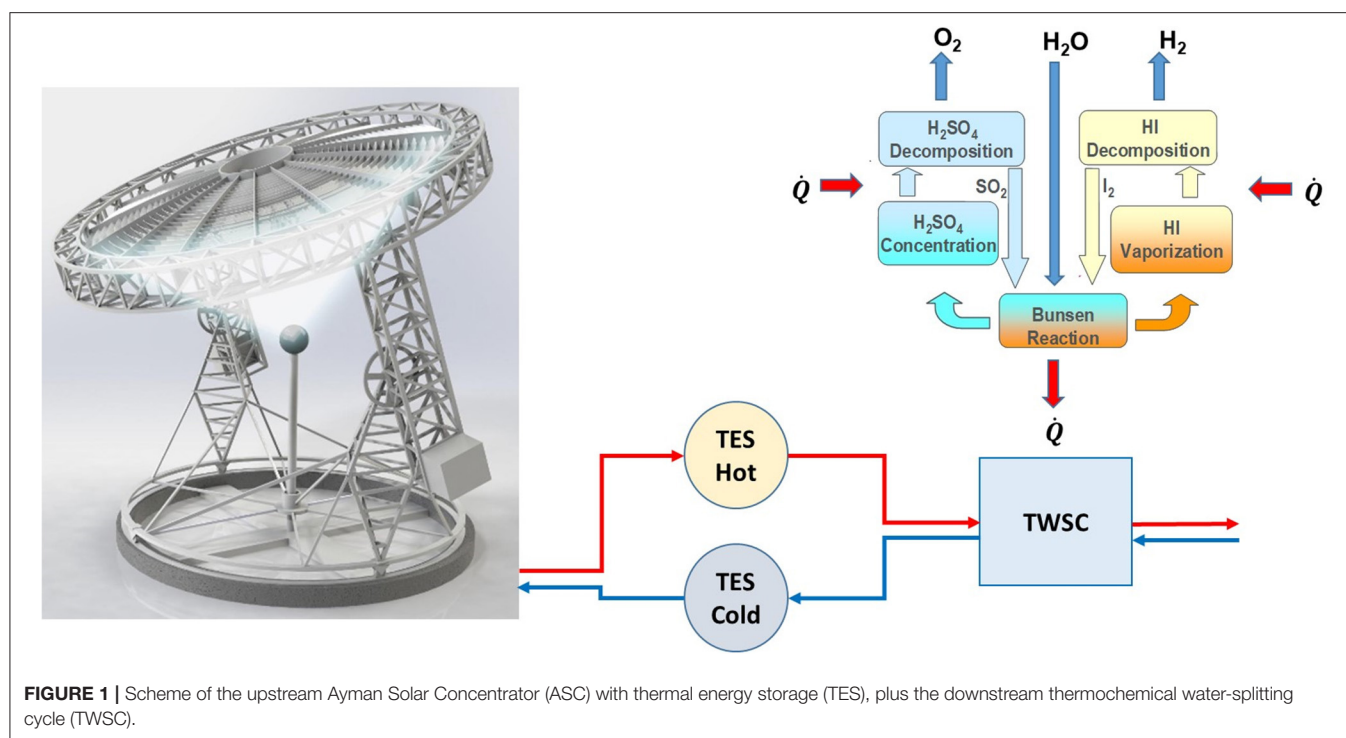 O₂
H₂O
H₂
H₂SO₄
Decomposition
HI
Decomposition
Q̇
SO₂
I₂
Q̇
H₂SO₄
Concentration
HI
Vaporization
Bunsen
Reaction
Q̇
TES
Hot
TWSC
TES
Cold
FIGURE 1 | Scheme of the upstream Ayman Solar Concentrator (ASC) with thermal energy storage (TES), plus the downstream thermochemical water-splitting
cycle (TWSC).